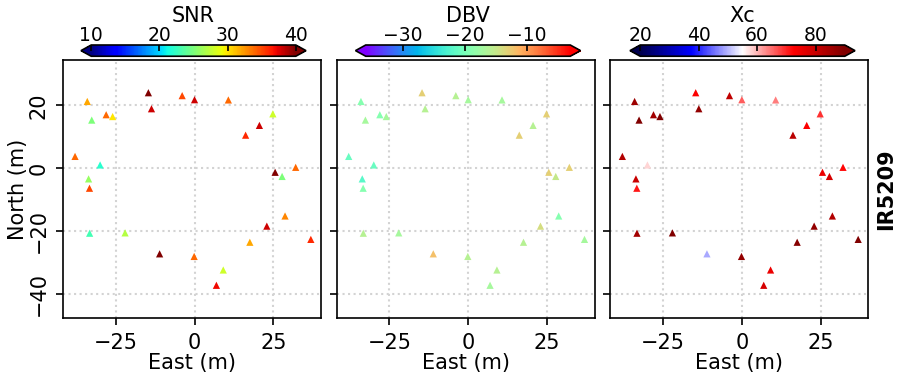 SNR DBV Xc
10 20 30 40 −30 −20 −10 20 40 60 80
20
0
−20
−40
North (m)
IR5209
−25 0 25 −25 0 25 −25 0 25
East (m) East (m) East (m)